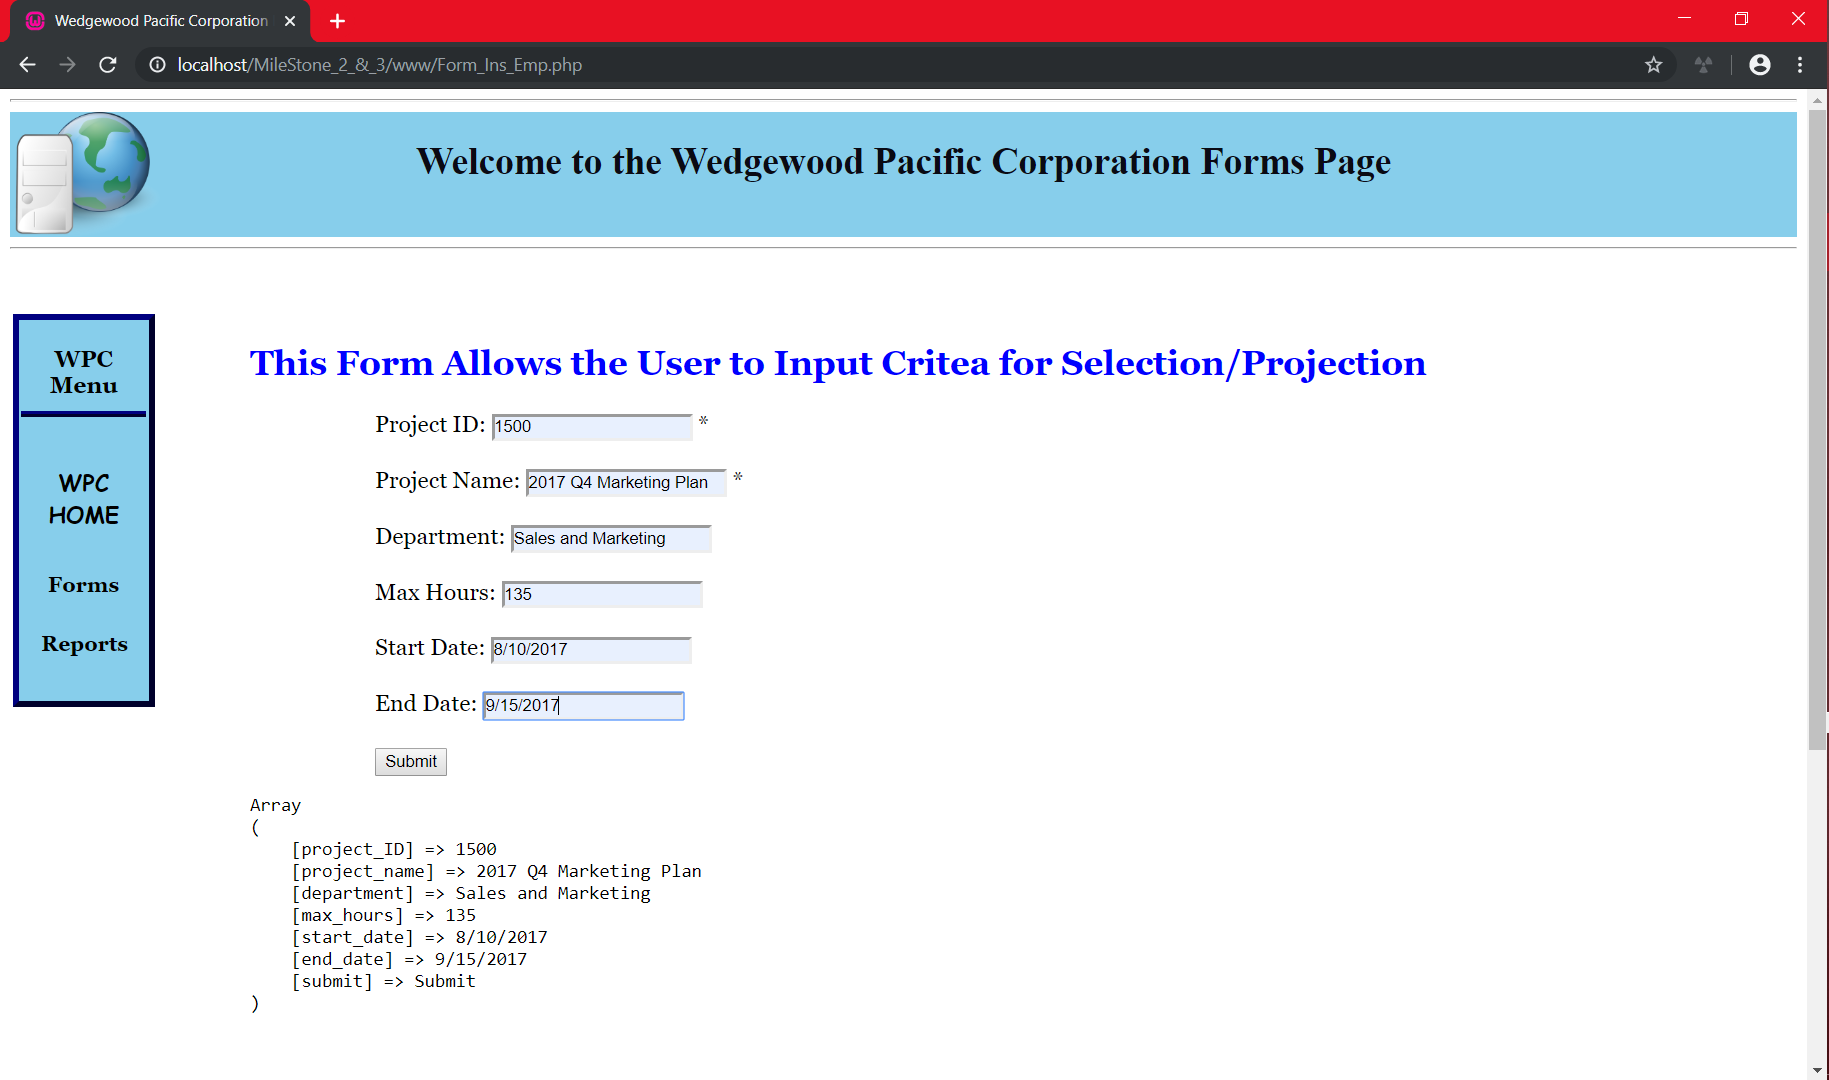 Wedgewood Pacific Corporation
localhost/MileStone_2_&_3/www/Form_Ins_Emp.php
Welcome to the Wedgewood Pacific Corporation Forms Page
WPC
Menu
WPC
HOME
Forms
Reports
This Form Allows the User to Input Critea for Selection/Projection
Project ID: 1500 *
Project Name: 2017 Q4 Marketing Plan *
Department: Sales and Marketing
Max Hours: 135
Start Date: 8/10/2017
End Date: 9/15/2017
Submit
Array
(
[project_ID] => 1500
[project_name] => 2017 Q4 Marketing Plan
[department] => Sales and Marketing
[max_hours] => 135
[start_date] => 8/10/2017
[end_date] => 9/15/2017
[submit] => Submit
)